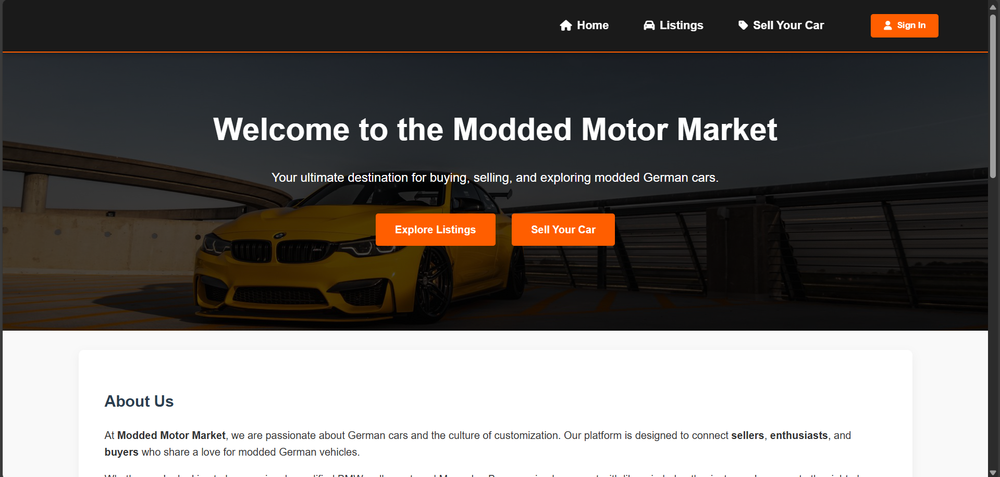 Home
Listings
Sell Your Car
Sign In
Welcome to the Modded Motor Market
Your ultimate destination for buying, selling, and exploring modded German cars.
Explore Listings
Sell Your Car
About Us
At Modded Motor Market, we are passionate about German cars and the culture of customization. Our platform is designed to connect sellers, enthusiasts, and
buyers who share a love for modded German vehicles.